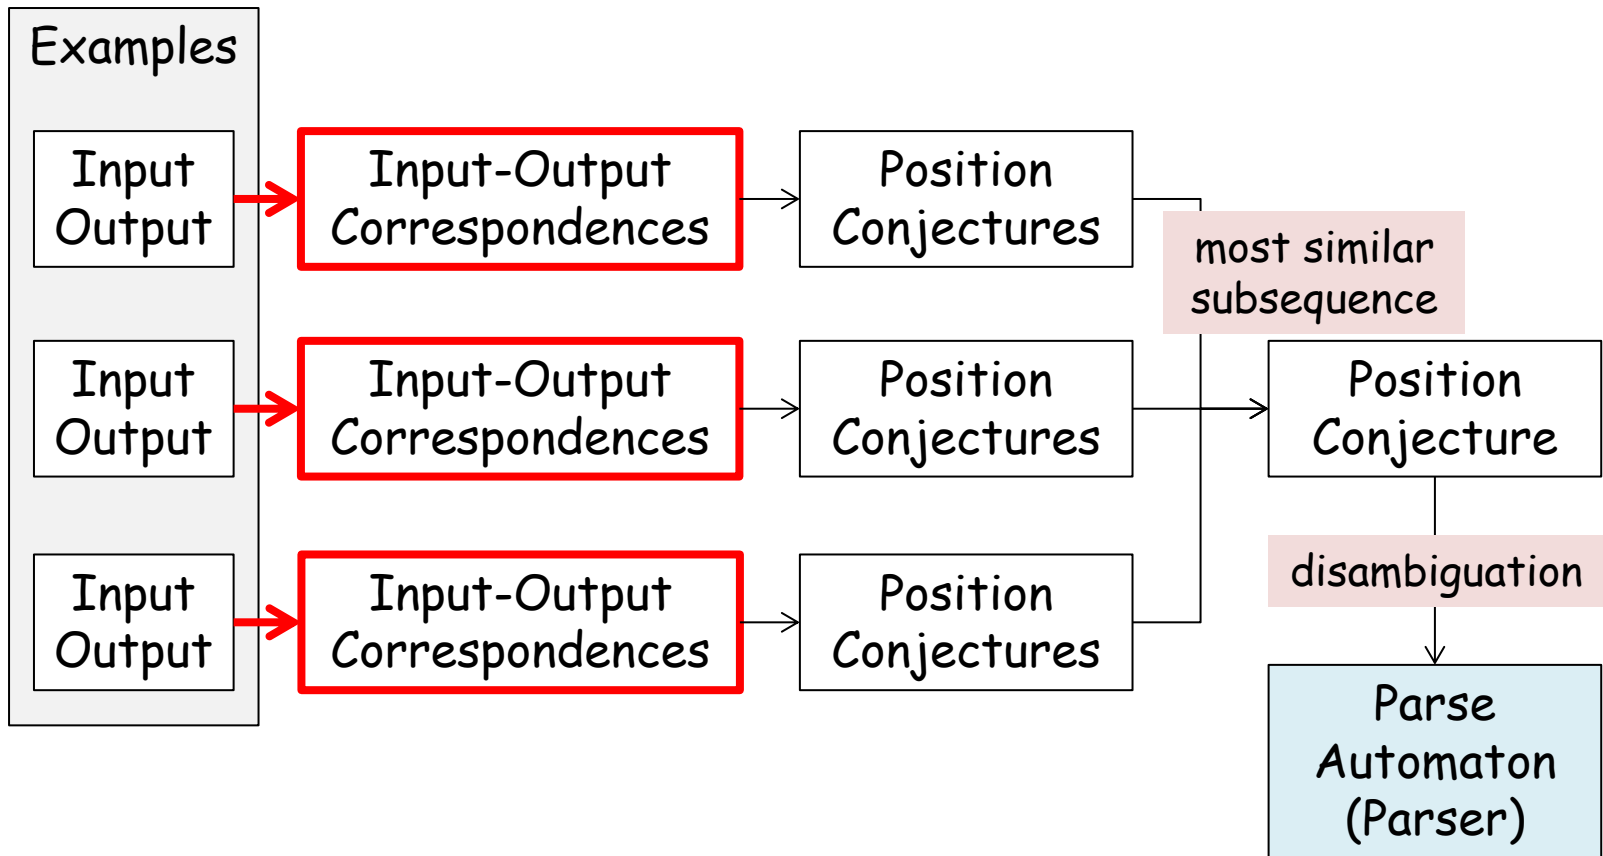 Examples
Input
Output
Input-Output
Correspondences
Position
Conjectures
most similar
subsequence
Input
Output
Input-Output
Correspondences
Position
Conjectures
Position
Conjecture
disambiguation
Input
Output
Input-Output
Correspondences
Position
Conjectures
Parse
Automaton
(Parser)